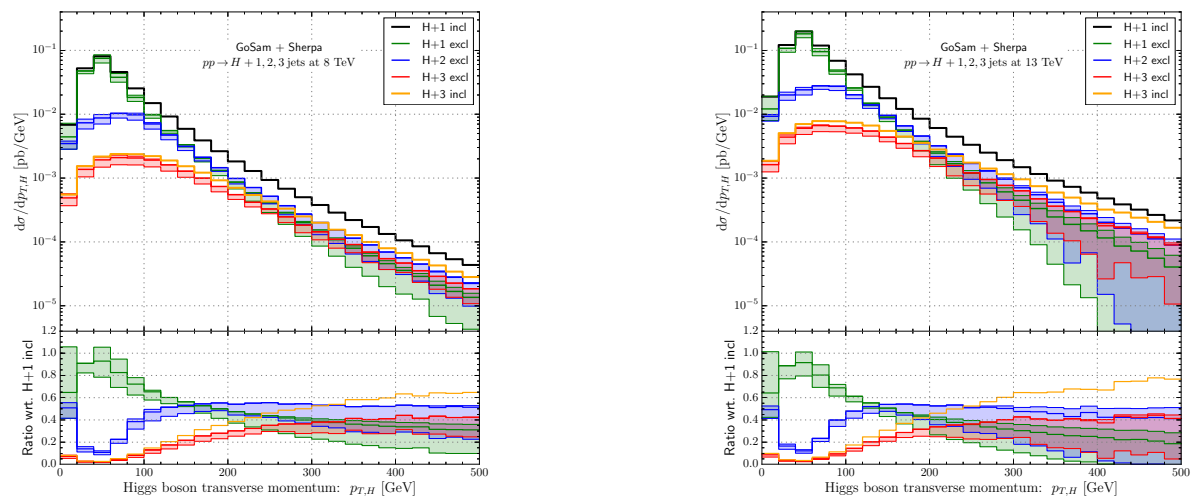 H+1 incl
H+1 excl
H+2 excl
H+3 excl
H+3 incl
GoSam + Sherpa
pp → H + 1, 2, 3 jets at 8 TeV
dσ/dp_{T,H} [pb/GeV]
10^{−1}
10^{−2}
10^{−3}
10^{−4}
10^{−5}
Ratio wrt. H+1 incl
1.2
1.0
0.8
0.6
0.4
0.2
0.0
0 100 200 300 400 500
Higgs boson transverse momentum: p_{T,H} [GeV]
H+1 incl
H+1 excl
H+2 excl
H+3 excl
H+3 incl
GoSam + Sherpa
pp → H + 1, 2, 3 jets at 13 TeV
dσ/dp_{T,H} [pb/GeV]
10^{−1}
10^{−2}
10^{−3}
10^{−4}
10^{−5}
Ratio wrt. H+1 incl
1.2
1.0
0.8
0.6
0.4
0.2
0.0
0 100 200 300 400 500
Higgs boson transverse momentum: p_{T,H} [GeV]